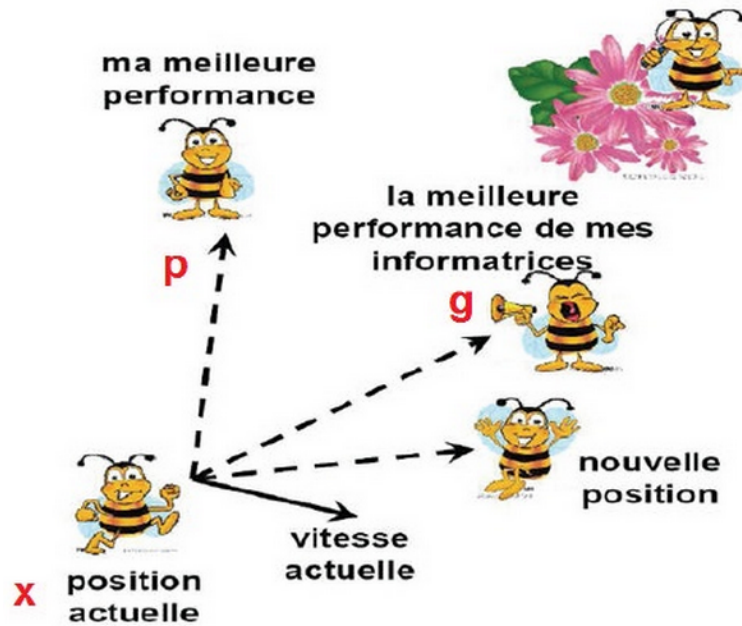 ma meilleure
performance
p
la meilleure
performance de mes
informatrices
g
nouvelle
position
vitesse
actuelle
x
position
actuelle